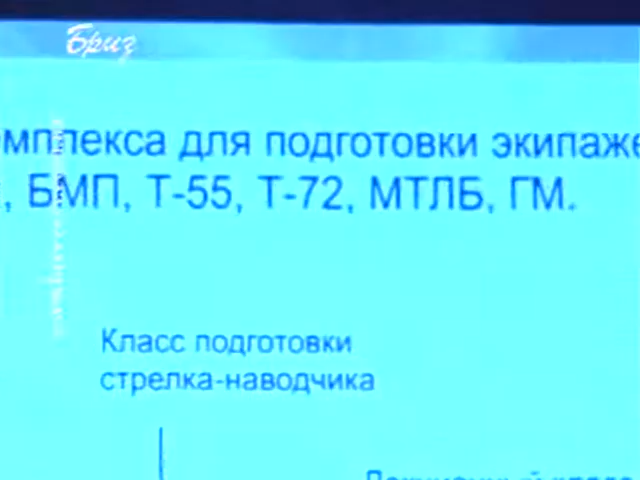 Бриз
мплекса для подготовки экипаже
, БМП, Т-55, Т-72, МТЛБ, ГМ.
Класс подготовки
стрелка-наводчика